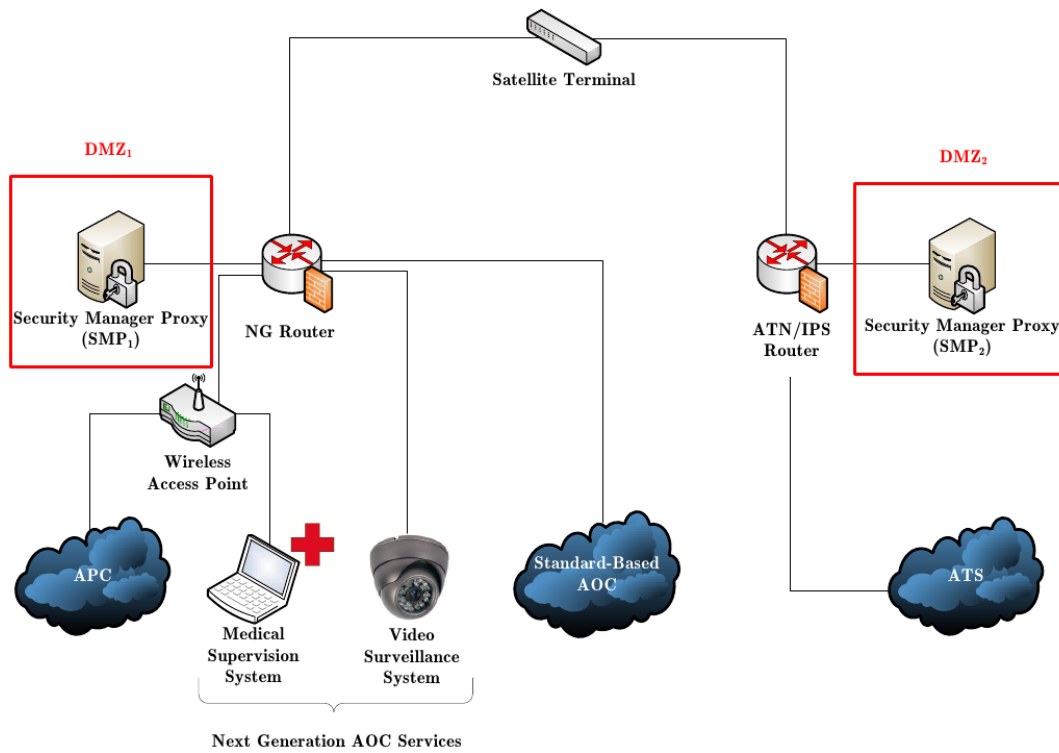 Satellite Terminal
DMZ₁
DMZ₂
Security Manager Proxy
(SMP₁)
NG Router
ATN/IPS
Router
Security Manager Proxy
(SMP₂)
Wireless
Access Point
APC
Standard-Based
AOC
ATS
Medical
Supervision
System
Video
Surveillance
System
Next Generation AOC Services